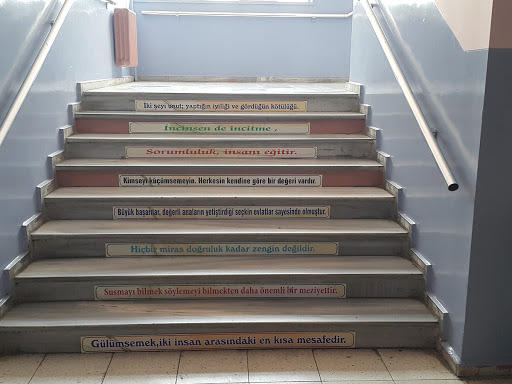 İki şeyi unut; yaptığın iyiliği ve gördüğün kötülüğü.
İncinsen de incitme ,
Sorumluluk, insanı eğitir.
Kimseyi küçümsemeyin. Herkesin kendine göre bir değeri vardır.
Büyük başarılar, değerli anaların yetiştirdiği seçkin evlatlar sayesinde olmuştur.
Hiçbir miras doğruluk kadar zengin değildir.
Susmayı bilmek söylemeyi bilmekten daha önemli bir meziyettir.
Gülümsemek,iki insan arasındaki en kısa mesafedir.